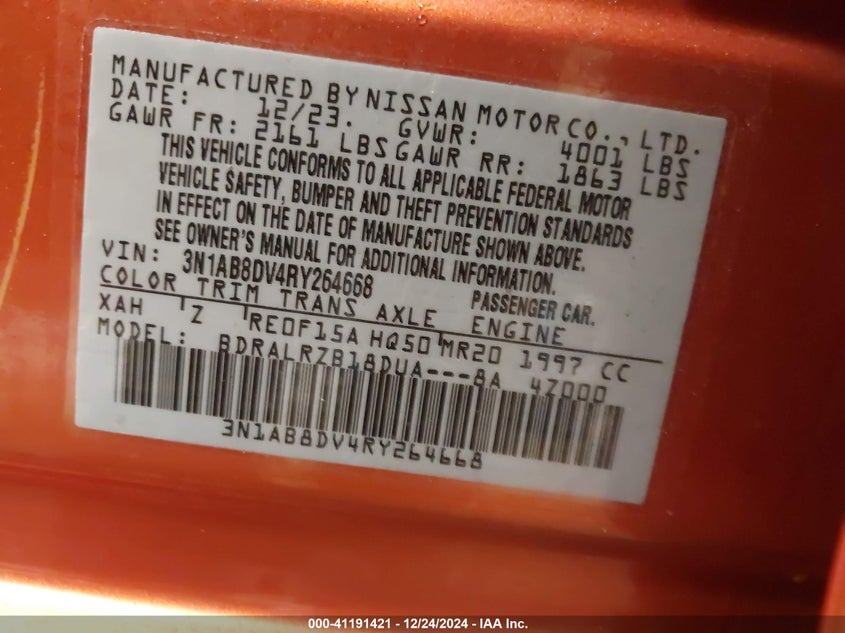 MANUFACTURED BY NISSAN MOTOR CO., LTD.
DATE: 12/23. GVWR: 4001 LBS
GAWR FR: 2161 LBS GAWR RR: 1863 LBS
THIS VEHICLE CONFORMS TO ALL APPLICABLE FEDERAL MOTOR
VEHICLE SAFETY, BUMPER AND THEFT PREVENTION STANDARDS
IN EFFECT ON THE DATE OF MANUFACTURE SHOWN ABOVE.
SEE OWNER'S MANUAL FOR ADDITIONAL INFORMATION.
VIN: 3N1AB8DV4RY264668 PASSENGER CAR.
COLOR TRIM TRANS AXLE ENGINE
XAH Z RE0F15A HQ50 MR20 1997 CC
MODEL: BDRALRZB18DUA---8A 4Z000
3N1AB8DV4RY264668
000-41191421 - 12/24/2024 - IAA Inc.